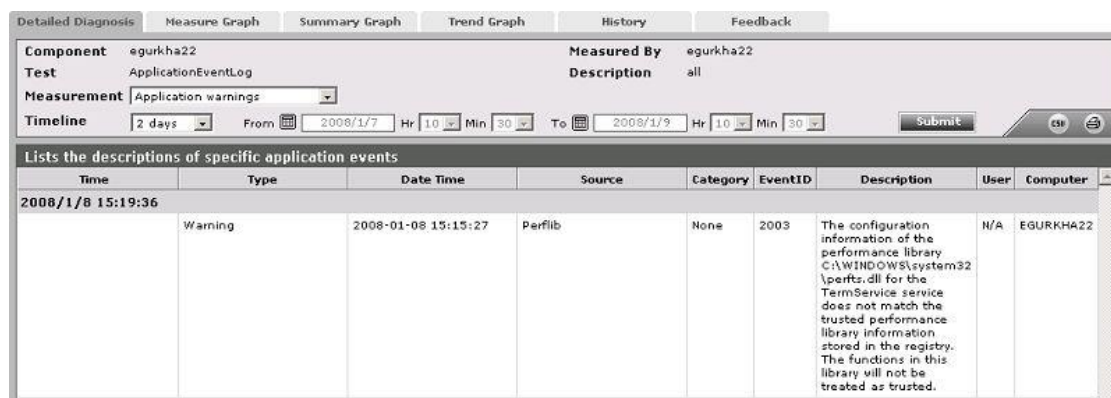 Detailed Diagnosis Measure Graph Summary Graph Trend Graph History Feedback
Component egurkha22 Measured By egurkha22
Test ApplicationEventLog Description all
Measurement Application warnings
Timeline 2 days From 2008/1/7 Hr 10 Min 30 To 2008/1/9 Hr 10 Min 30 Submit CSV
Lists the descriptions of specific application events
Time Type Date Time Source Category EventID Description User Computer
2008/1/8 15:19:36
Warning 2008-01-08 15:15:27 Perflib None 2003 The configuration N/A EGURKHA22
information of the
performance library
C:\WINDOWS\system32
\perfts.dll for the
TermService service
does not match the
trusted performance
library information
stored in the registry.
The functions in this
library will not be
treated as trusted.